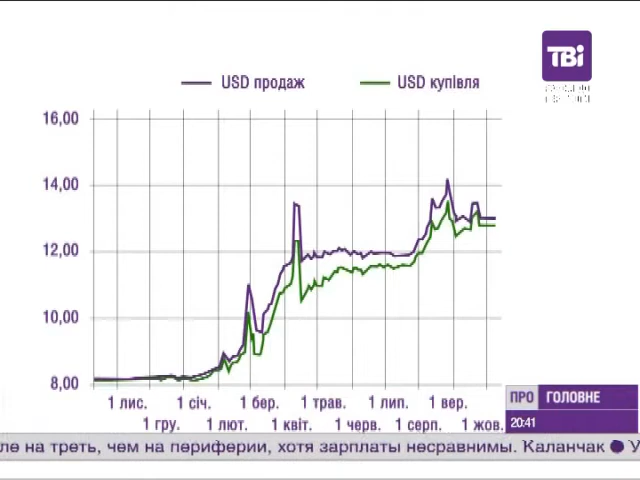 USD продаж
USD купівля
ТВі
16,00
14,00
12,00
10,00
8,00
1 лис.
1 січ.
1 бер.
1 трав.
1 лип.
1 вер.
1 гру.
1 лют.
1 квіт.
1 черв.
1 серп.
1 жов.
ПРО ГОЛОВНЕ
20:41
ле на треть, чем на периферии, хотя зарплаты несравнимы. Каланчак ● У